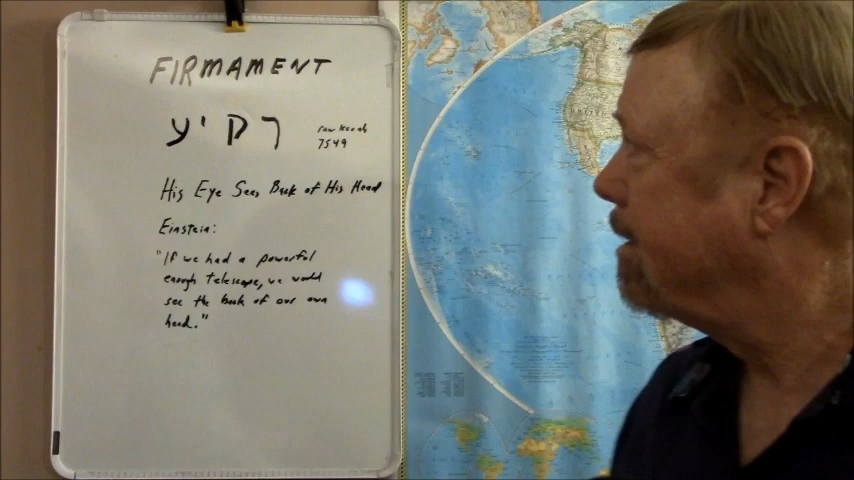 FIRMAMENT
רקיע
raw keeah
7549
His Eye Sees Back of His Head
Einstein:
"If we had a powerful
enough telescope, we would
see the back of our own
head."